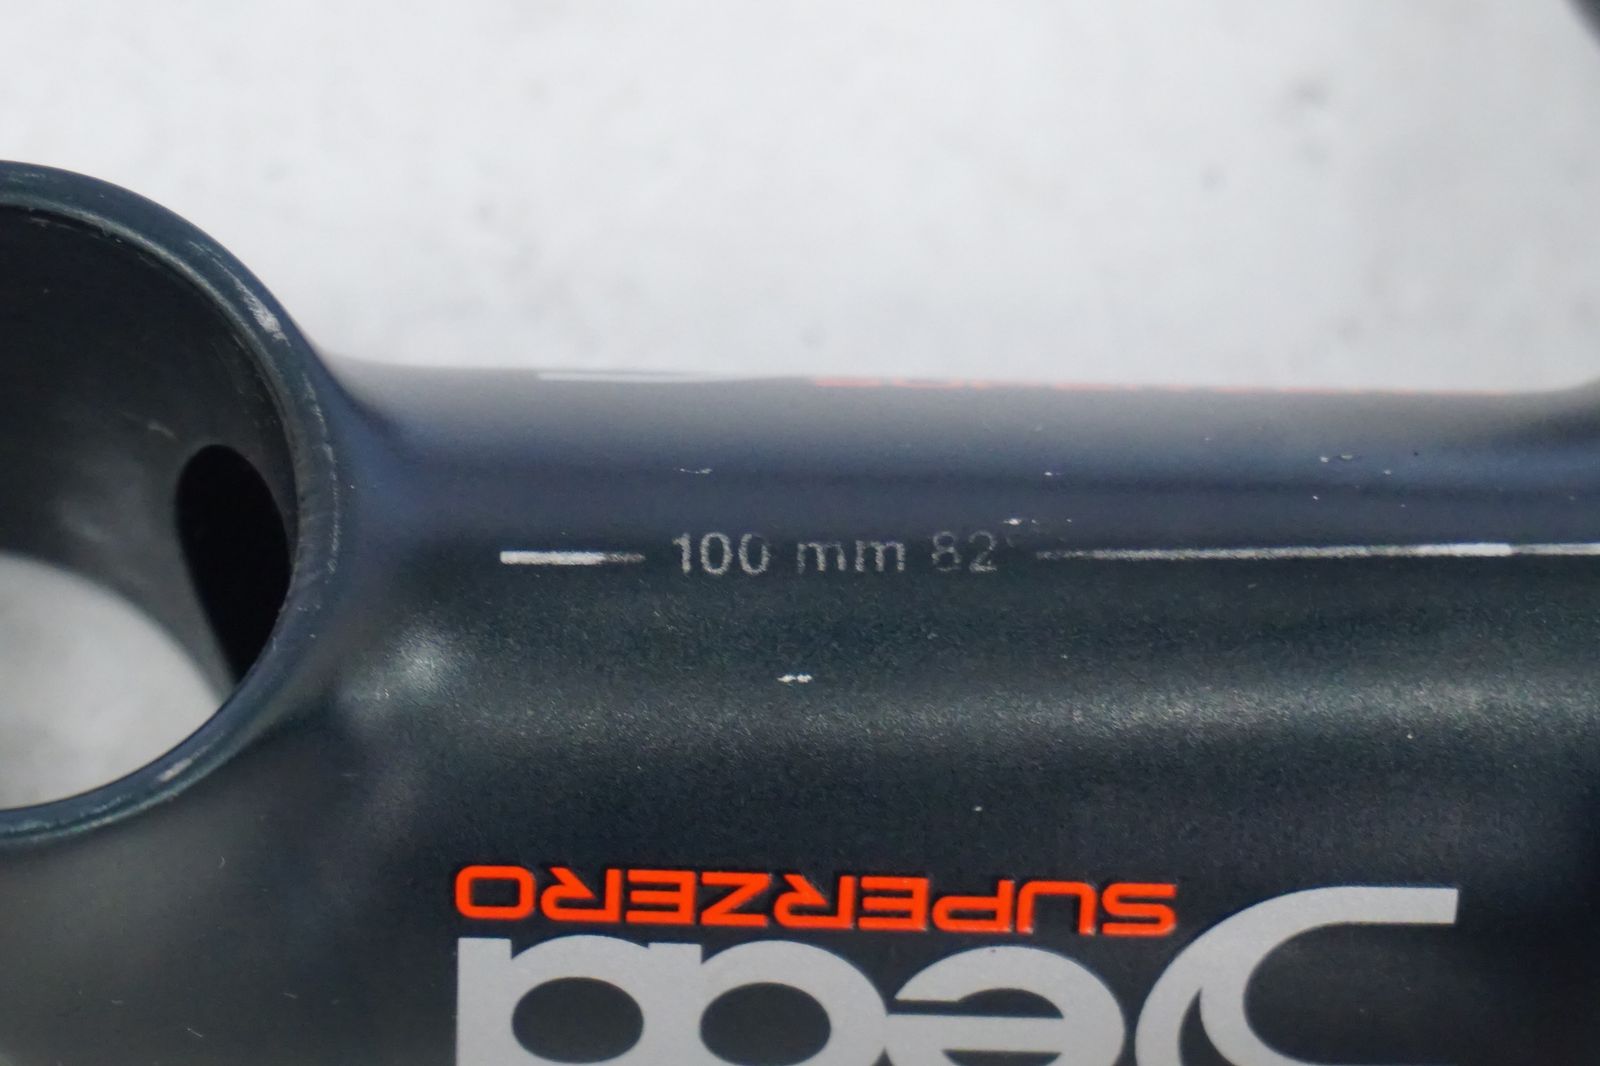 100 mm 82°
SUPERZERO
Deda